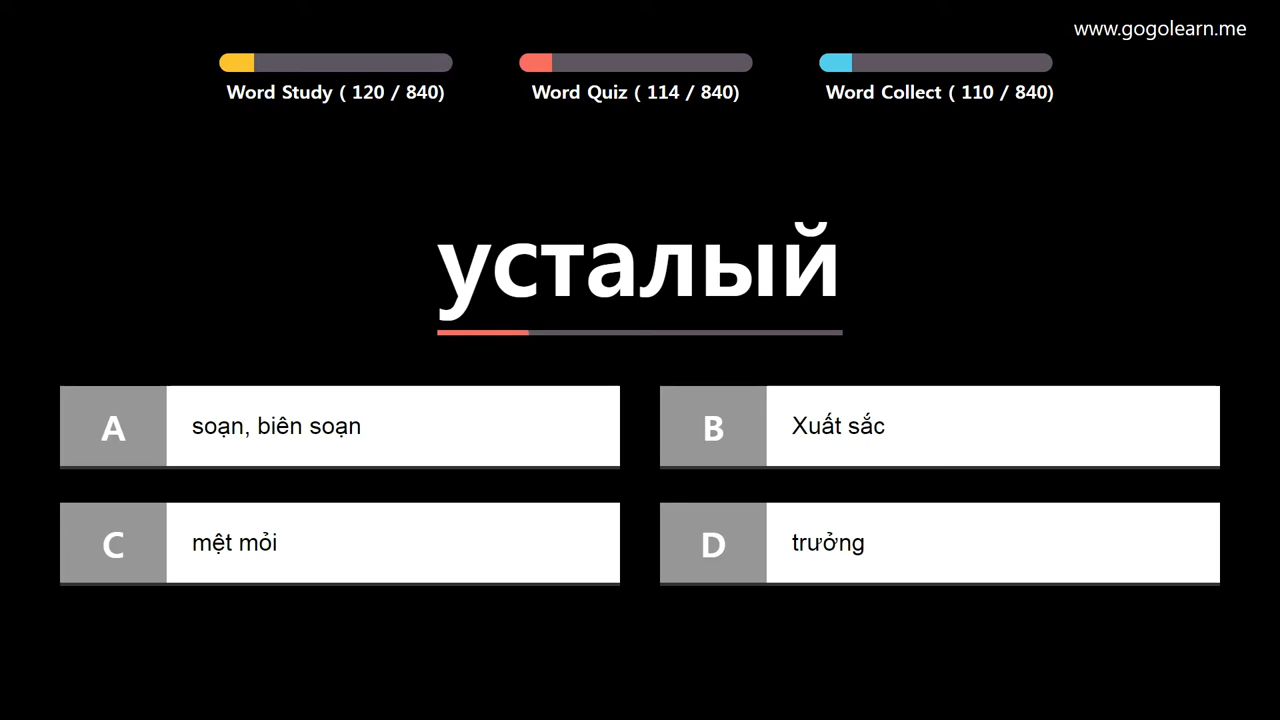 www.gogolearn.me
Word Study ( 120 / 840)
Word Quiz ( 114 / 840)
Word Collect ( 110 / 840)
усталый
A
soạn, biên soạn
B
Xuất sắc
C
mệt mỏi
D
trưởng